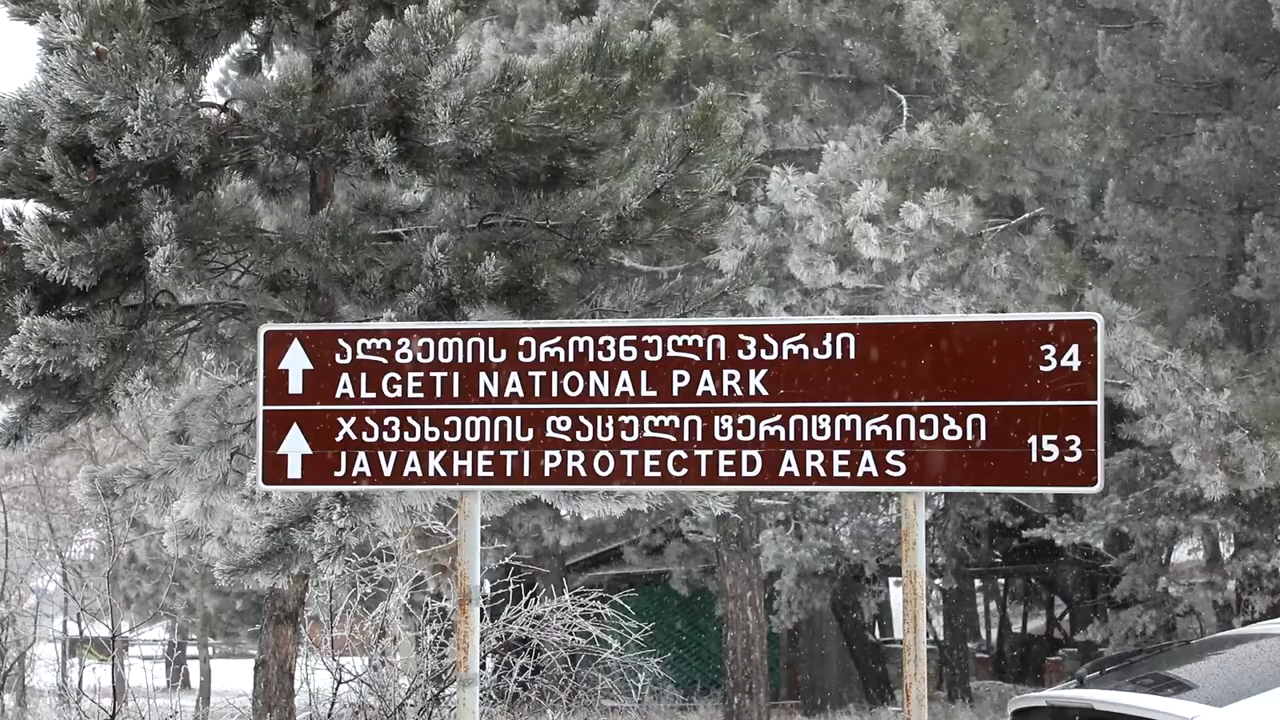 ალგეთის ეროვნული პარკი 34
ALGETI NATIONAL PARK
ჯავახეთის დაცული ტერიტორიები 153
JAVAKHETI PROTECTED AREAS